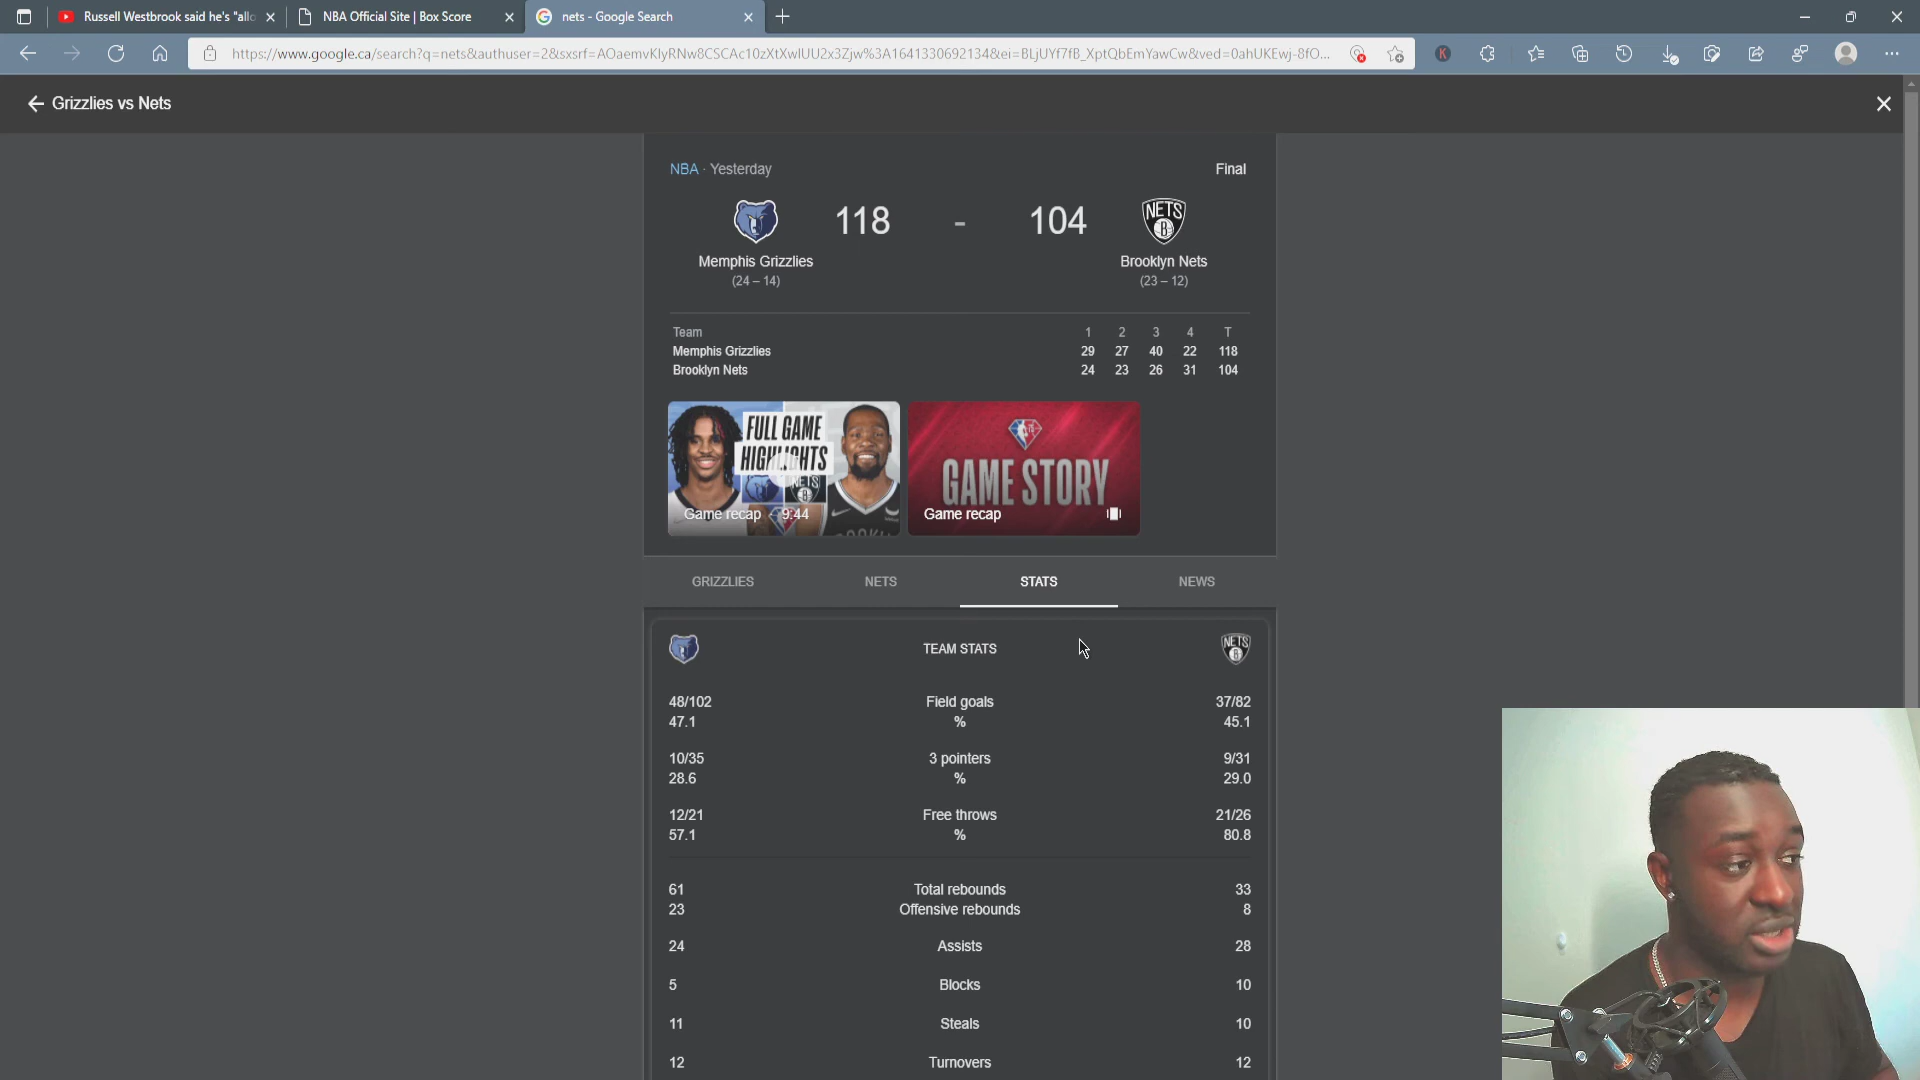 Russell Westbrook said he's "allo
NBA Official Site | Box Score
nets - Google Search
https://www.google.ca/search?q=nets&authuser=2&sxsrf=AOaemvKIyRNw8CSCAc10zXtXwIUU2x3Zjw%3A1641330692134&ei=BLjUYf7fB_XptQbEmYawCw&ved=0ahUKEwj-8fO...
K
Grizzlies vs Nets
NBA · Yesterday
Final
118 - 104
NETS
B
Memphis Grizzlies
Brooklyn Nets
(24 – 14)
(23 – 12)
Team 1 2 3 4 T
Memphis Grizzlies 29 27 40 22 118
Brooklyn Nets 24 23 26 31 104
FULL GAME
HIGHLIGHTS
NETS
Game recap · 9:44
GAME STORY
Game recap
GRIZZLIES NETS STATS NEWS
TEAM STATS
NETS
B
48/102 Field goals 37/82
47.1 % 45.1
10/35 3 pointers 9/31
28.6 % 29.0
12/21 Free throws 21/26
57.1 % 80.8
61 Total rebounds 33
23 Offensive rebounds 8
24 Assists 28
5 Blocks 10
11 Steals 10
12 Turnovers 12